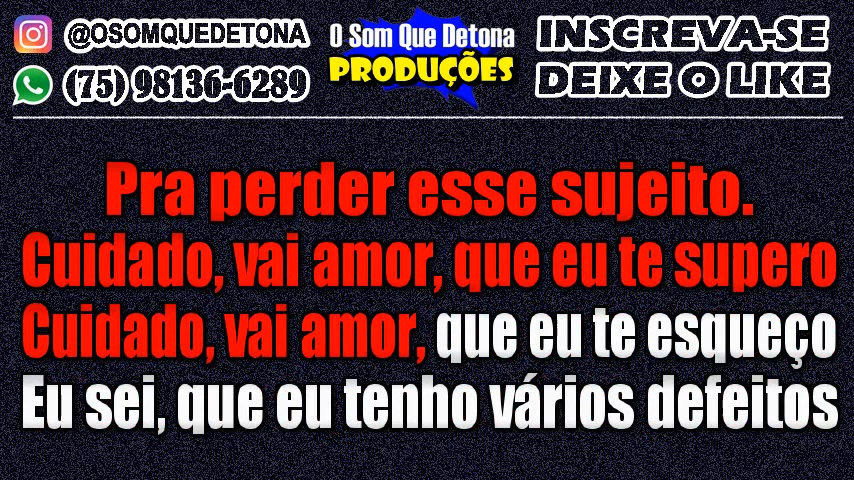 @OSOMQUEDETONA
(75) 98136-6289
O Som Que Detona
PRODUÇÕES
INSCREVA-SE
DEIXE O LIKE
Pra perder esse sujeito.
Cuidado, vai amor, que eu te supero
Cuidado, vai amor, que eu te esqueço
Eu sei, que eu tenho vários defeitos